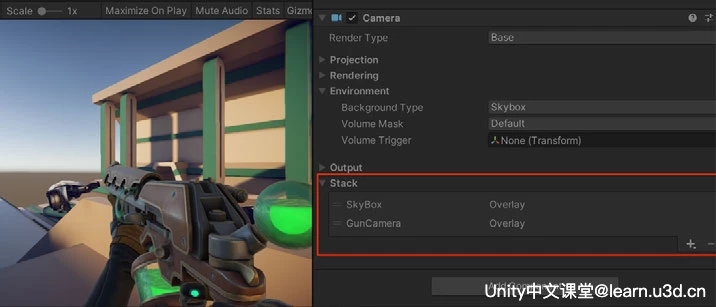 Scale 1x Maximize On Play Mute Audio Stats Gizmo
Camera
Render Type Base
Projection
Rendering
Environment
Background Type Skybox
Volume Mask Default
Volume Trigger None (Transform)
Output
Stack
SkyBox Overlay
GunCamera Overlay
Unity中文课堂@learn.u3d.cn